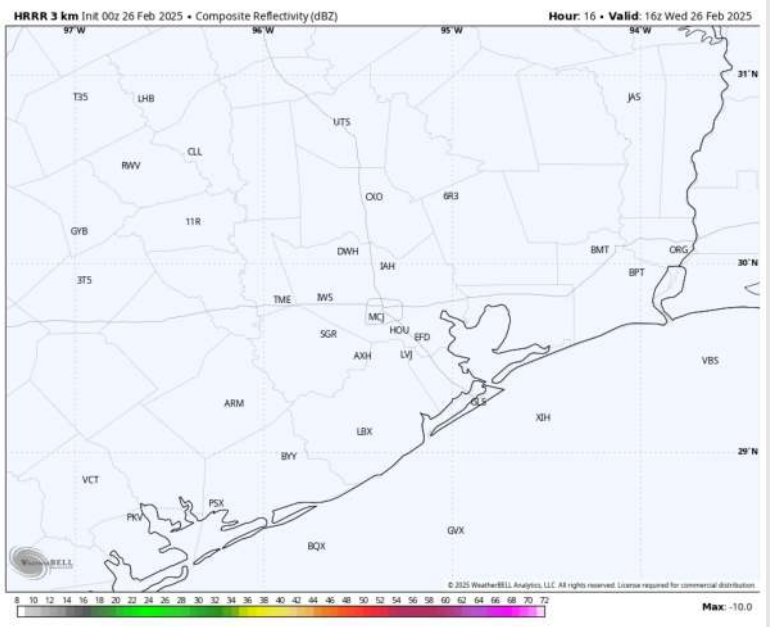 HRRR 3 km Init 00z 26 Feb 2025 • Composite Reflectivity (dBZ) Hour: 16 • Valid: 16z Wed 26 Feb 2025
97°W 96°W 95°W 94°W
31°N
T35 LHB JAS
UTS
CLL
RWV
CXO 6R3
11R
GYB
DWH BMT ORG
IAH 30°N
3T5 BPT
TME IWS
MCJ
SGR HOU EFD
AXH LVJ VBS
ARM GLS
LBX XIH
BYY 29°N
VCT
PSX
PKV
BQX GVX
WeatherBELL
© 2025 WeatherBELL Analytics, LLC. All rights reserved. License required for commercial distribution.
8 10 12 14 16 18 20 22 24 26 28 30 32 34 36 38 40 42 44 46 48 50 52 54 56 58 60 62 64 66 68 70 72 Max: -10.0